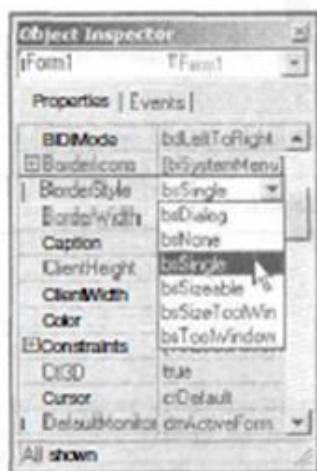 Object Inspector
Form1 TForm1
Properties Events
BiDiMode bdLeftToRight
BorderIcons [biSystemMenu]
BorderStyle bsSingle
BorderWidth bsDialog
Caption bsNone
ClientHeight bsSingle
ClientWidth bsSizeable
Color bsSizeToolWin
Constraints bsToolWindow
Ctl3D true
Cursor crDefault
DefaultMonitor dmActiveForm
All shown